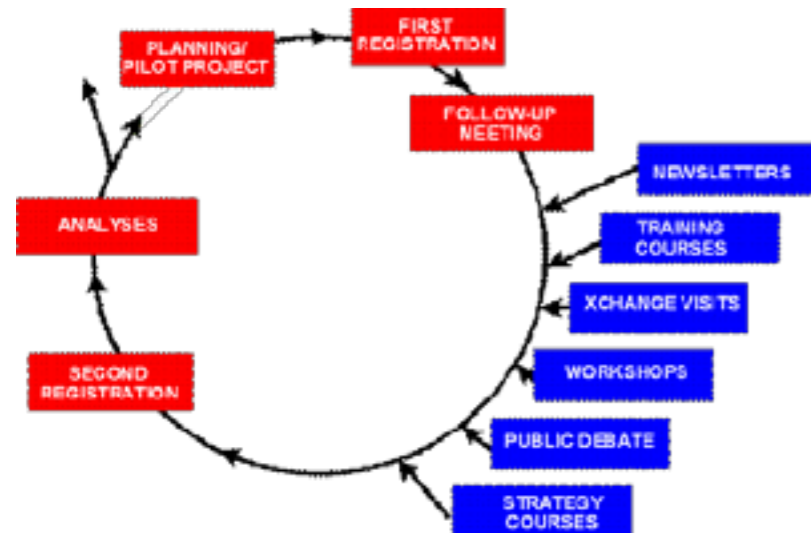 PLANNING/
PILOT PROJECT
FIRST
REGISTRATION
FOLLOW-UP
MEETING
NEWSLETTERS
TRAINING
COURSES
XCHANGE VISITS
WORKSHOPS
PUBLIC DEBATE
STRATEGY
COURSES
SECOND
REGISTRATION
ANALYSES